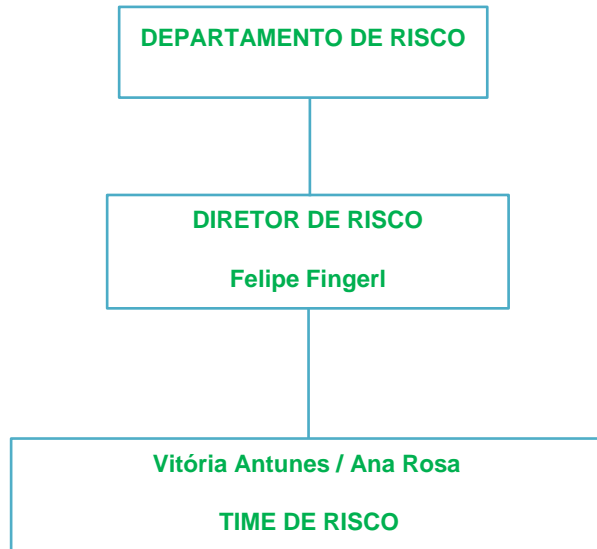 DEPARTAMENTO DE RISCO
DIRETOR DE RISCO
Felipe Fingerl
Vitória Antunes / Ana Rosa
TIME DE RISCO